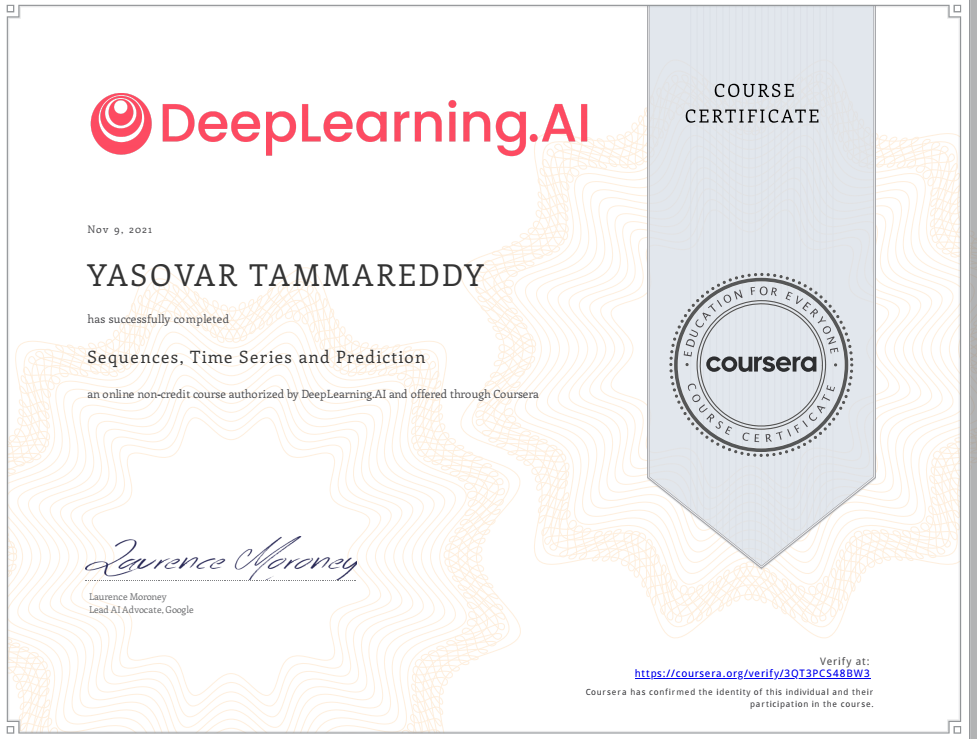 DeepLearning.AI
COURSE
CERTIFICATE
Nov 9, 2021
YASOVAR TAMMAREDDY
has successfully completed
Sequences, Time Series and Prediction
an online non-credit course authorized by DeepLearning.AI and offered through Coursera
EDUCATION FOR EVERYONE
coursera
COURSE CERTIFICATE
Laurence Moroney
Laurence Moroney
Lead AI Advocate, Google
Verify at:
https://coursera.org/verify/3QT3PCS48BW3
Coursera has confirmed the identity of this individual and their
participation in the course.